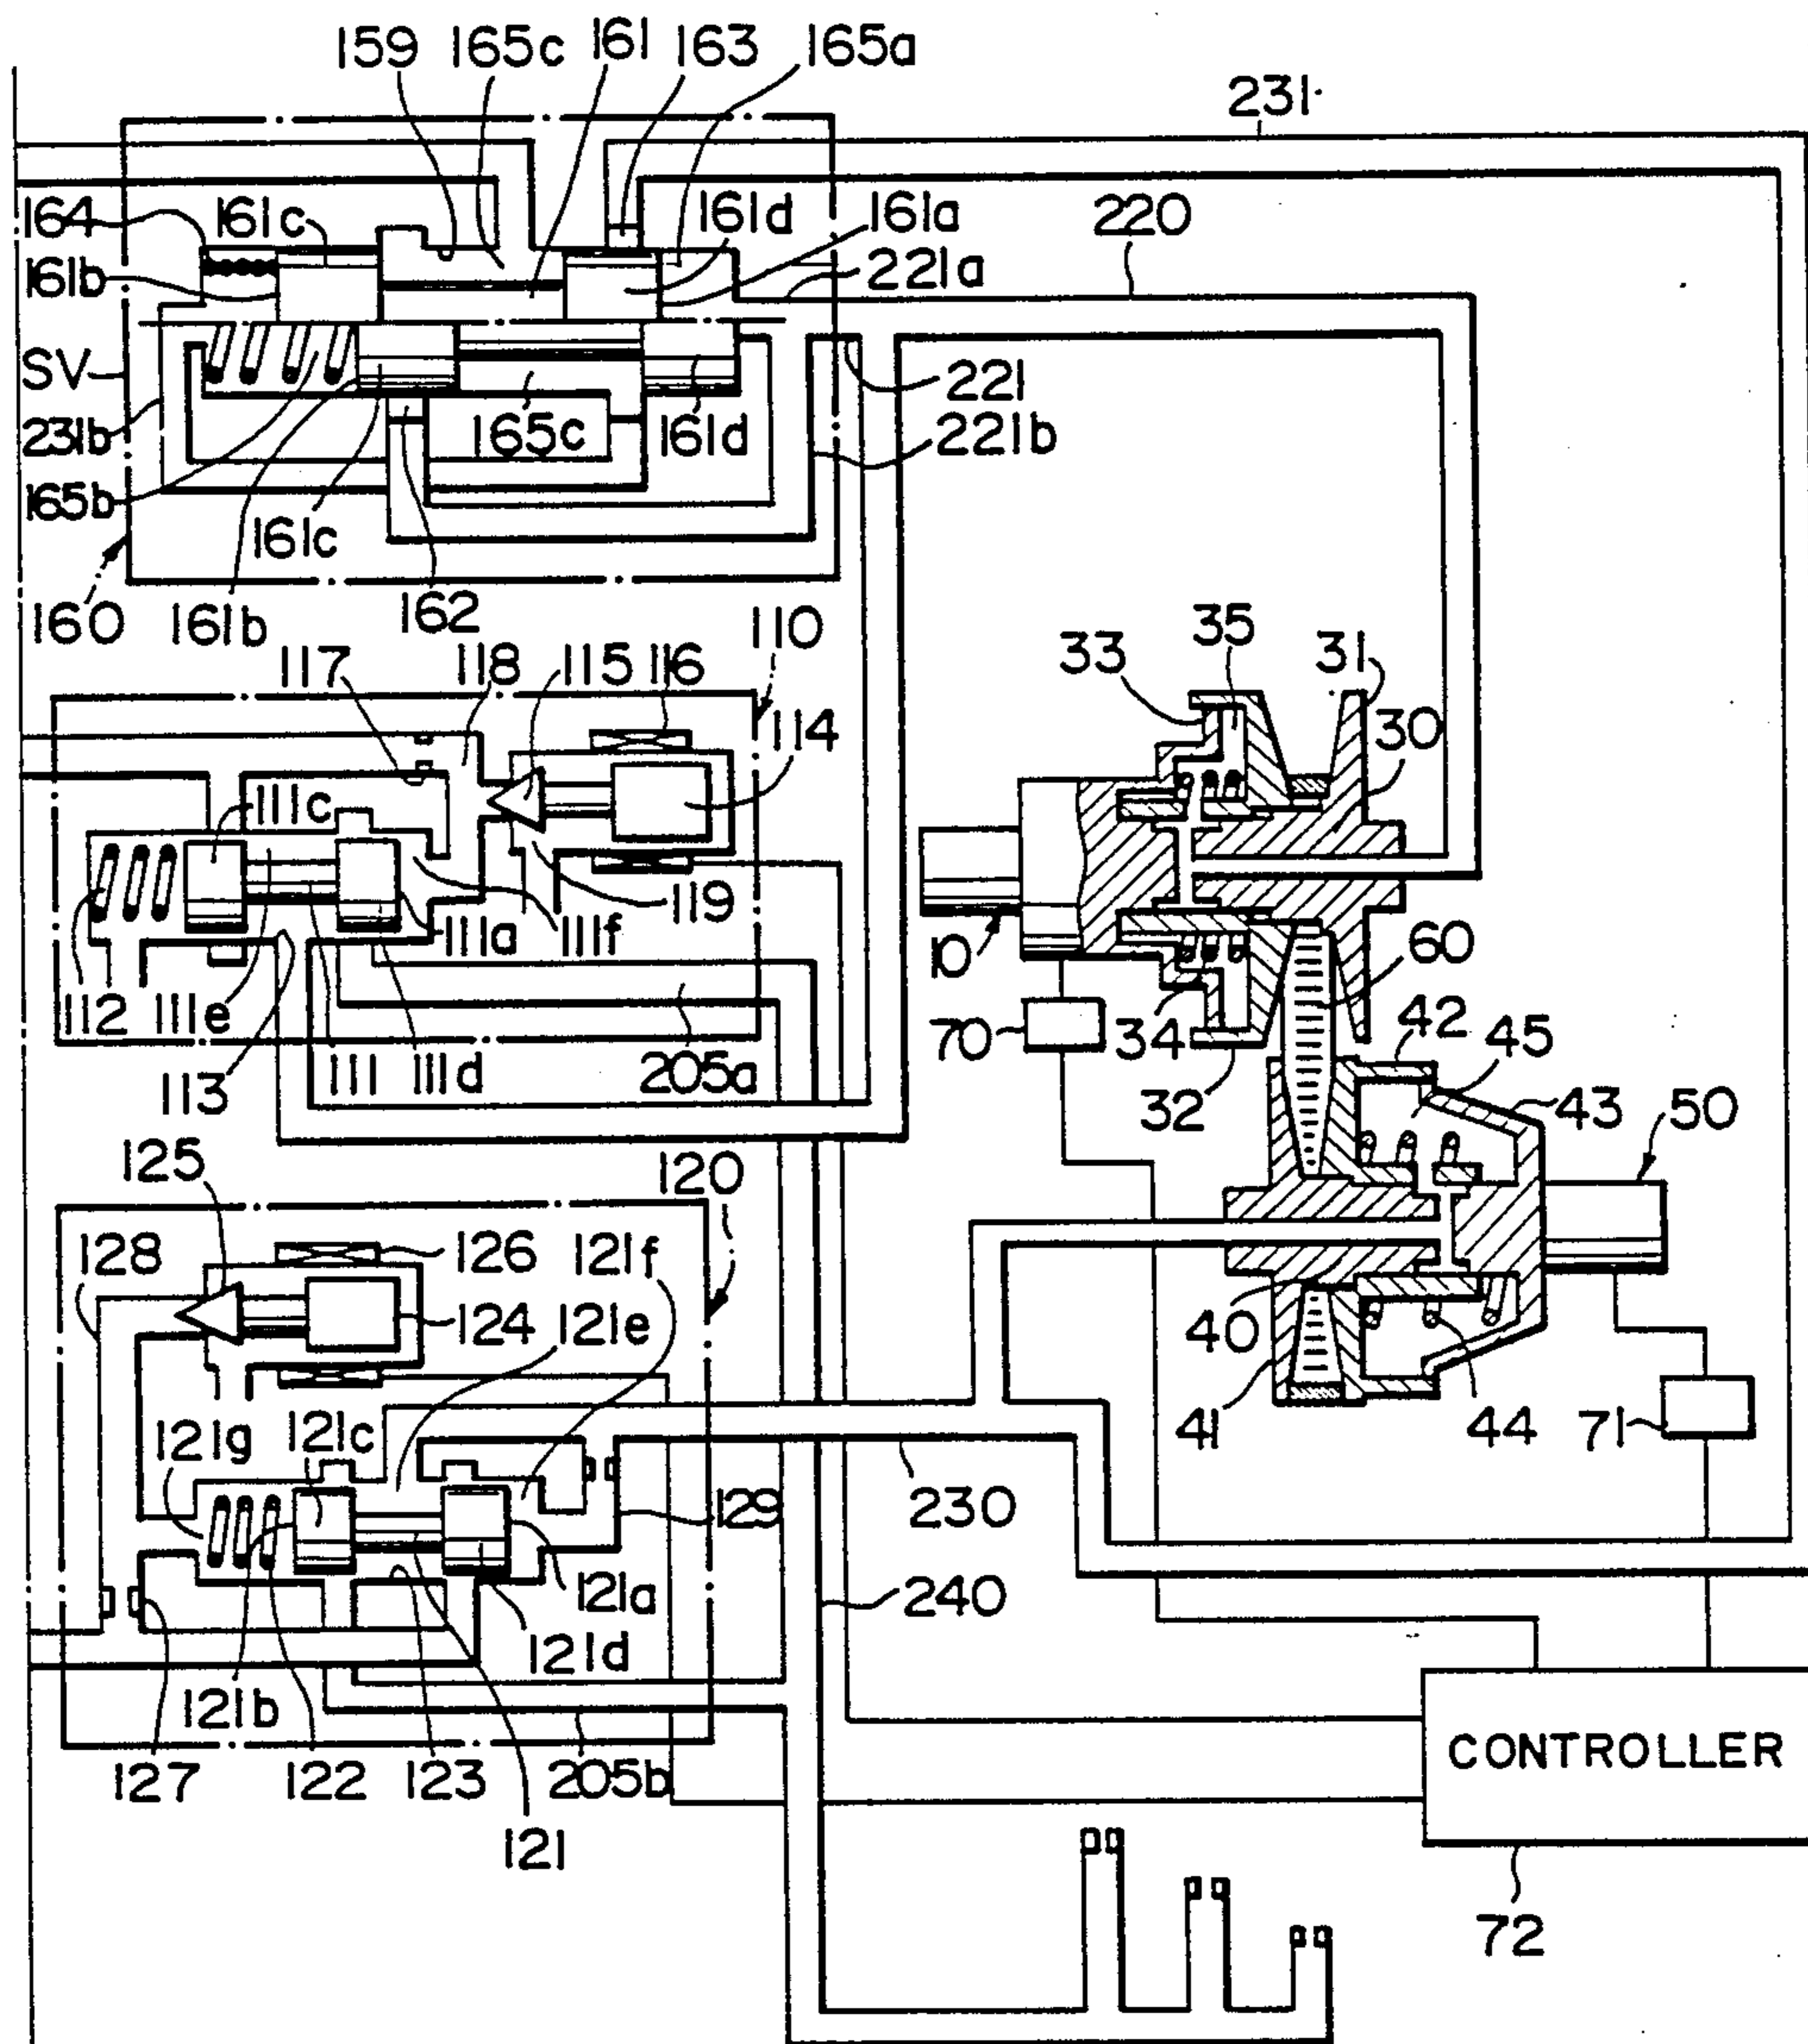 159 165c 161 163 165a
231
164 161c 161d 161a 220
161b 221a
SV
221
231b 165c 161d 221b
165b
161c
160 161b 162 110
117 118 115 116 33 35 31
114 30
111c
119
111a 111f 10 60
112 111e 70 34 42 45
113 111 111d 205a 32 43 50
125 120
128 126 121f
124 121e 40
121g 121c 41 44 71
129 230
121a 240
121d
121b
127 122 123 205b CONTROLLER
121
72